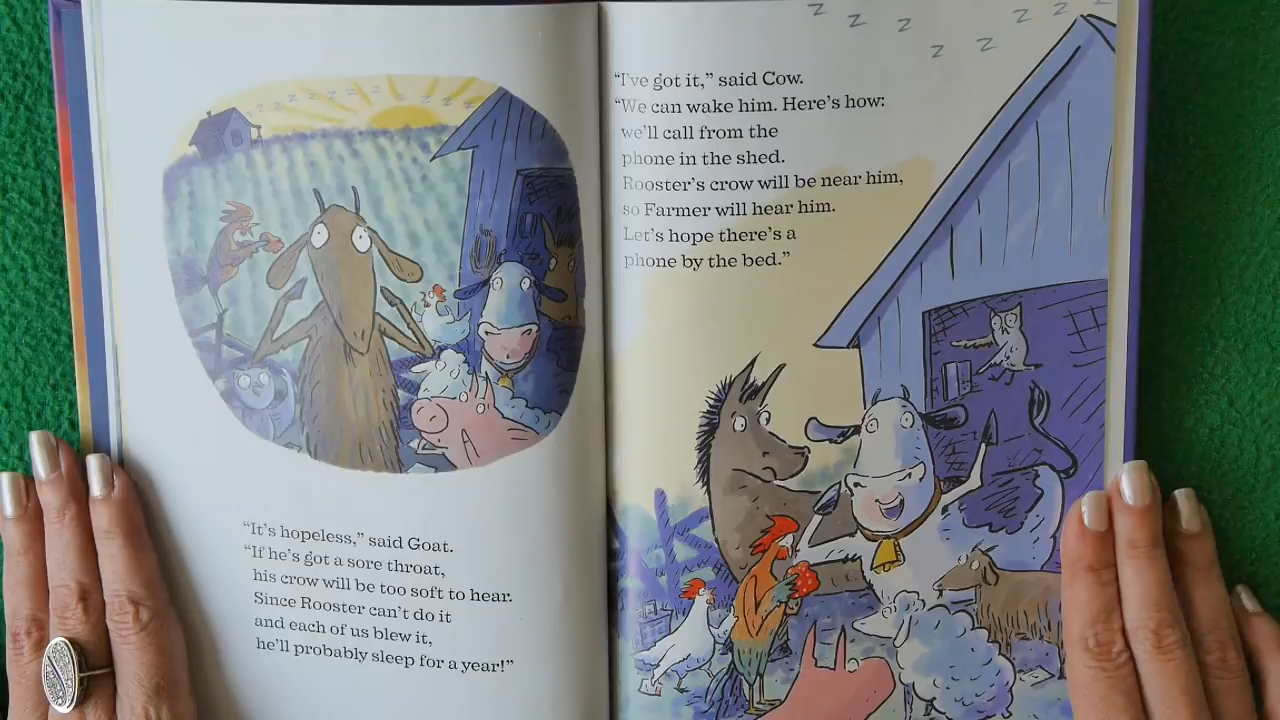 “It’s hopeless,” said Goat.
“If he’s got a sore throat,
his crow will be too soft to hear.
Since Rooster can’t do it
and each of us blew it,
he’ll probably sleep for a year!”
z z z z z z
“I’ve got it,” said Cow.
“We can wake him. Here’s how:
we’ll call from the
phone in the shed.
Rooster’s crow will be near him,
so Farmer will hear him.
Let’s hope there’s a
phone by the bed.”